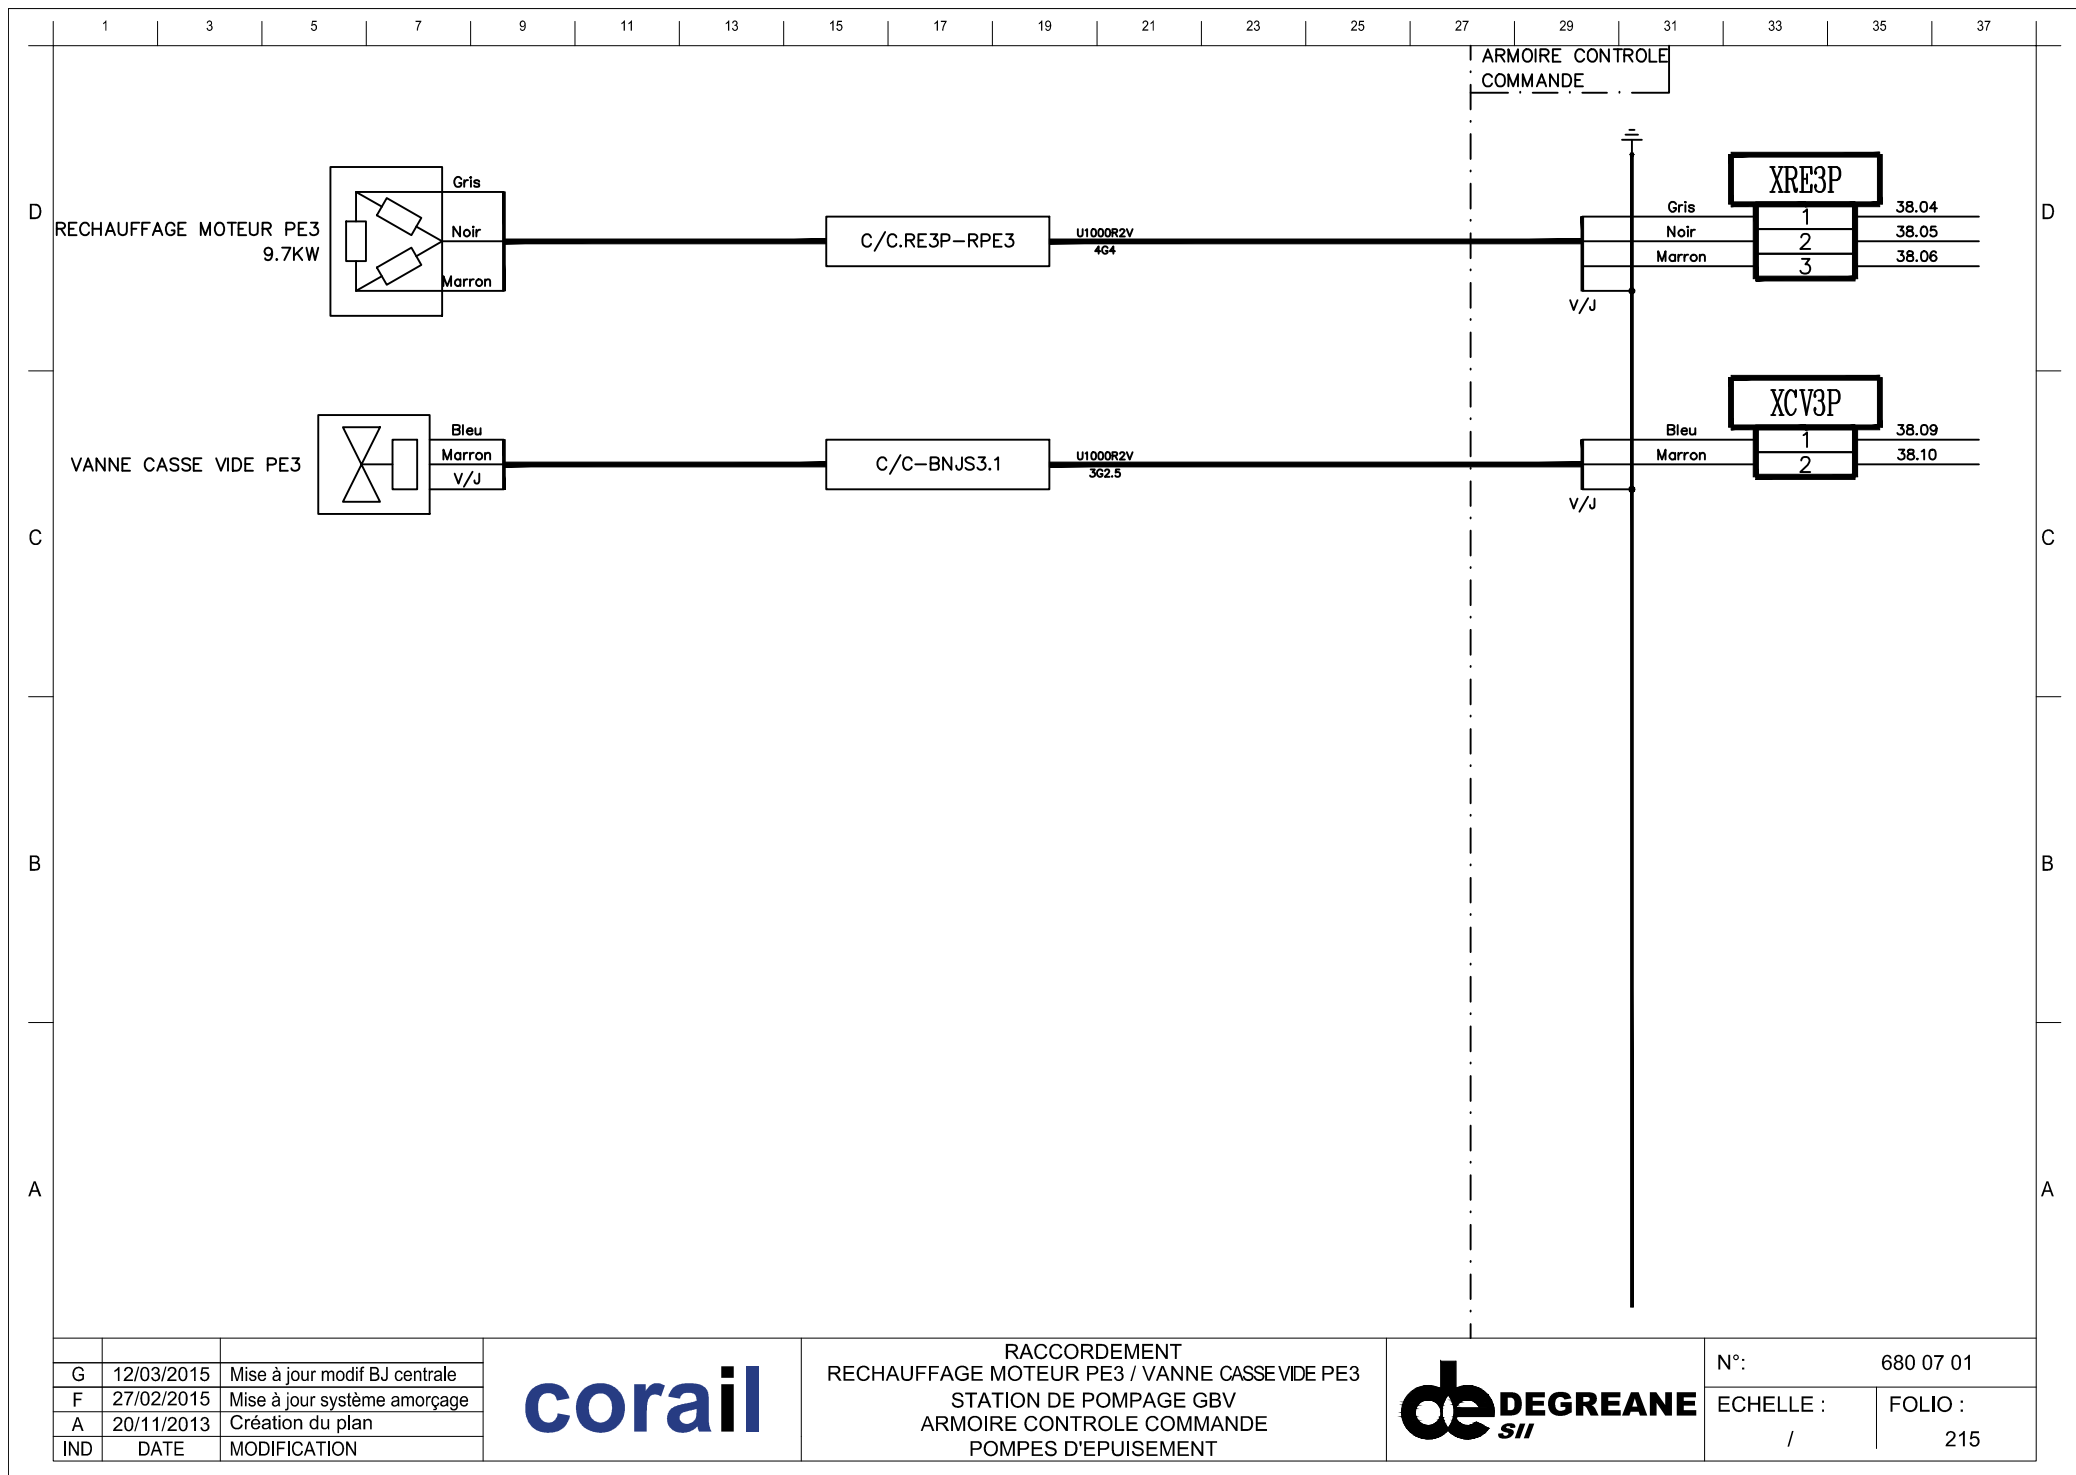 1 3 5 7 9 11 13 15 17 19 21 23 25 27 29 31 33 35 37
ARMOIRE CONTROLE
COMMANDE
D
RECHAUFFAGE MOTEUR PE3
9.7KW
Gris
Noir
Marron
C/C.RE3P-RPE3
U1000R2V
4G4
Gris
Noir
Marron
V/J
XRE3P
1
2
3
38.04
38.05
38.06
D
VANNE CASSE VIDE PE3
Bleu
Marron
V/J
C/C-BNJS3.1
U1000R2V
3G2.5
Bleu
Marron
V/J
XCV3P
1
2
38.09
38.10
C
C
B
B
A
A
G 12/03/2015 Mise à jour modif BJ centrale
F 27/02/2015 Mise à jour système amorçage
A 20/11/2013 Création du plan
IND DATE MODIFICATION
corail
RACCORDEMENT
RECHAUFFAGE MOTEUR PE3 / VANNE CASSE VIDE PE3
STATION DE POMPAGE GBV
ARMOIRE CONTROLE COMMANDE
POMPES D'EPUISEMENT
de DEGREANE
SII
N°: 680 07 01
ECHELLE :
/
FOLIO :
215